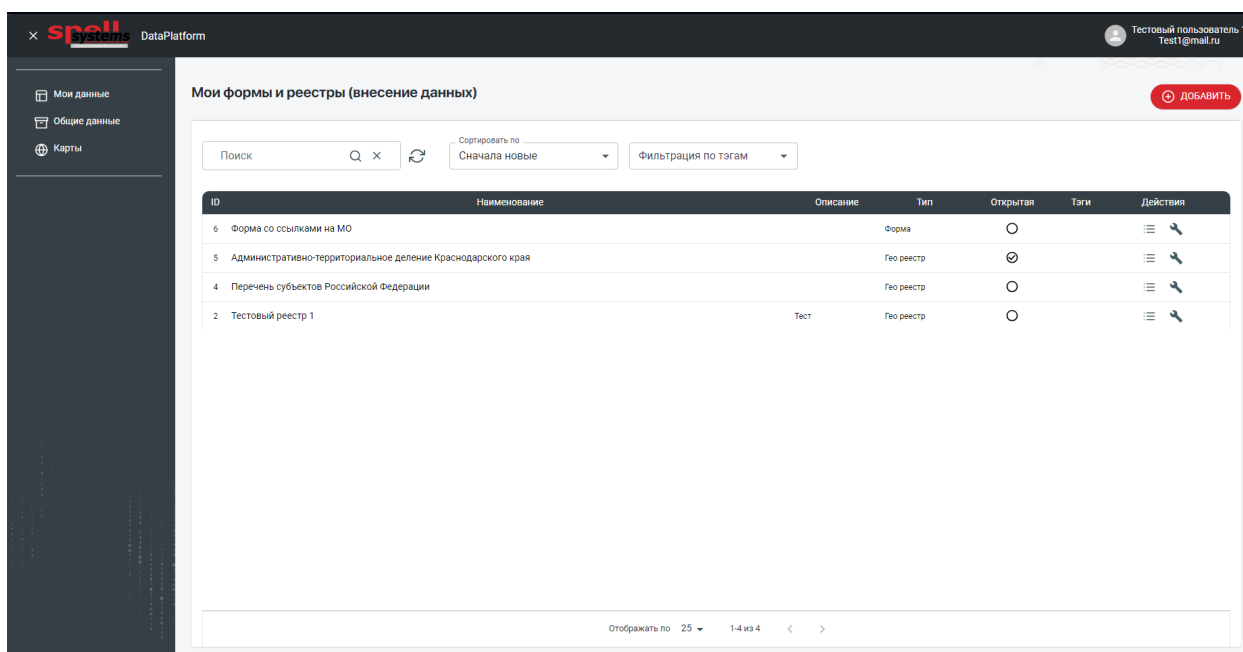 spell systems DataPlatform
Тестовый пользователь 1
Test1@mail.ru
Мои данные
Общие данные
Карты
Мои формы и реестры (внесение данных)
ДОБАВИТЬ
Сортировать по
Поиск Сначала новые Фильтрация по тэгам
ID Наименование Описание Тип Открытая Тэги Действия
6 Форма со ссылками на МО Форма
5 Административно-территориальное деление Краснодарского края Гео реестр
4 Перечень субъектов Российской Федерации Гео реестр
2 Тестовый реестр 1 Тест Гео реестр
Отображать по 25 1-4 из 4